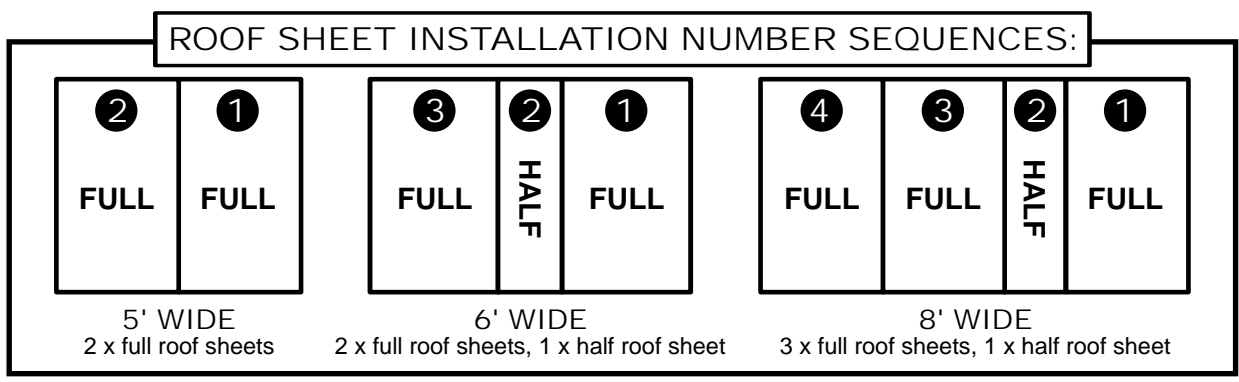 ROOF SHEET INSTALLATION NUMBER SEQUENCES:
2 1
FULL FULL
5' WIDE
2 x full roof sheets
3 2 1
FULL HALF FULL
6' WIDE
2 x full roof sheets, 1 x half roof sheet
4 3 2 1
FULL FULL HALF FULL
8' WIDE
3 x full roof sheets, 1 x half roof sheet